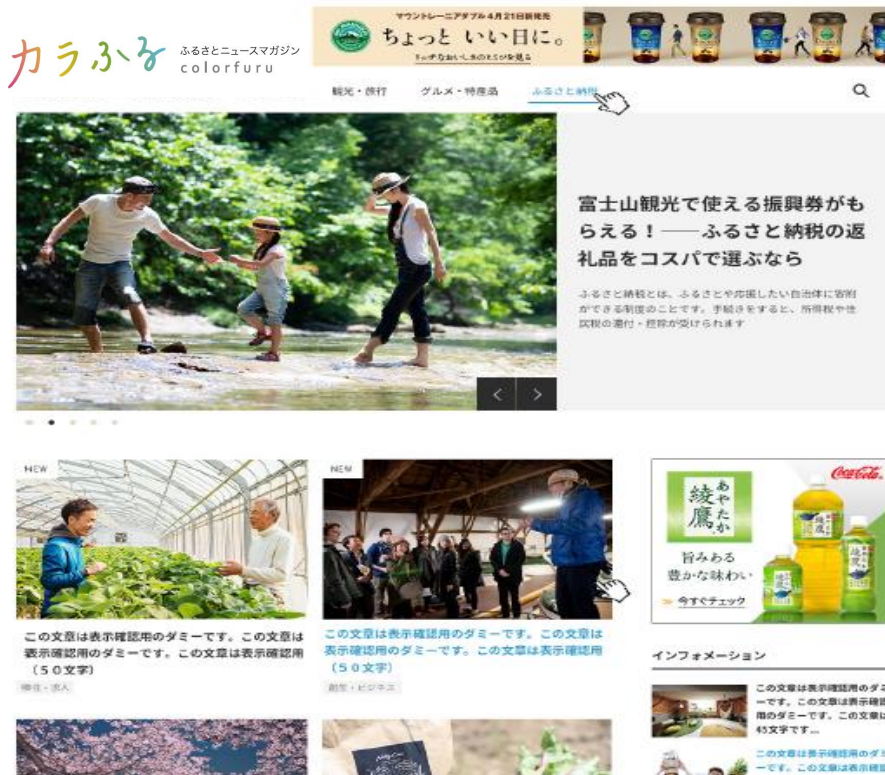 カラふる
ふるさとニュースマガジン
colorfuru
マウントレーニアダブル4月21日新発売
ちょっと いい日に。
観光・旅行
グルメ・特産品
ふるさと納税
富士山観光で使える振興券がも
らえる！──ふるさと納税の返
礼品をコスパで選ぶなら
ふるさと納税とは、ふるさとや応援したい自治体に寄附
ができる制度のことです。手続きをすると、所得税や住
民税の還付・控除が受けられます
NEW
この文章は表示確認用のダミーです。この文章は
表示確認用のダミーです。この文章は表示確認用
（５０文字）
移住・求人
NEW
この文章は表示確認用のダミーです。この文章は
表示確認用のダミーです。この文章は表示確認用
（５０文字）
創生・ビジネス
Coca-Cola
綾鷹
あやたか
旨みある
豊かな味わい
今すぐチェック
インフォメーション
この文章は表示確認用のダミ
ーです。この文章は表示確認
用のダミーです。この文章は
45文字です...
この文章は表示確認用のダミ
ーです。この文章は表示確認